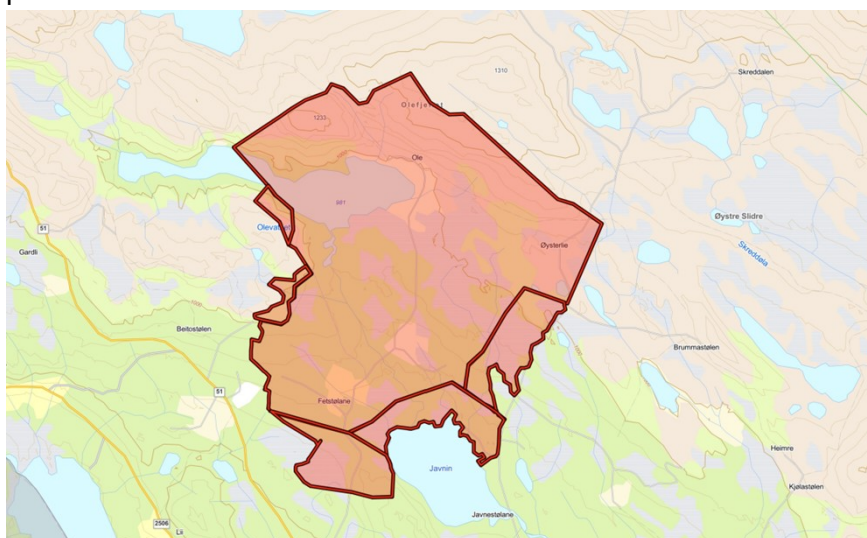 1310
Skreddalen
Olefjellet
1233
Ole
981
Øystre Slidre
51
Olevatnet
Gardli
Øysterlie
Skreddøla
Beitostølen
Brummastølen
51
Fetstølane
Heimre
Javnin
Kjølastølen
Javnestølane
2506
Lii